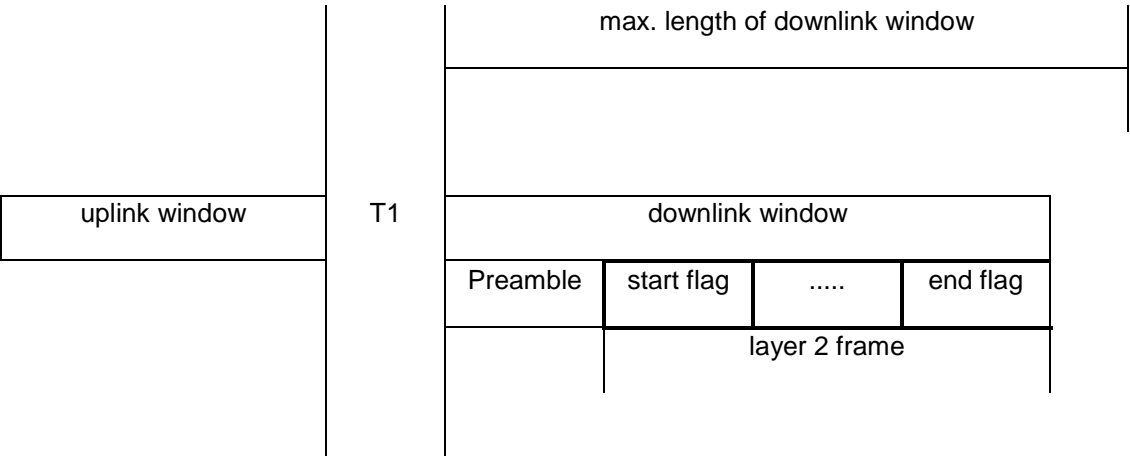 max. length of downlink window
uplink window
T1
downlink window
Preamble
start flag
.....
end flag
layer 2 frame